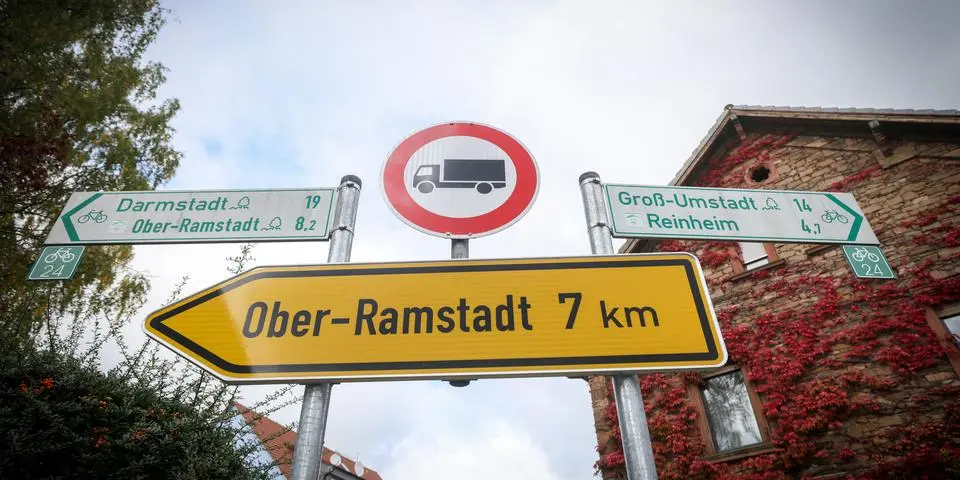 Darmstadt 19
Ober-Ramstadt 8,2
24
Groß-Umstadt 14
Reinheim 4,7
24
Ober-Ramstadt 7 km